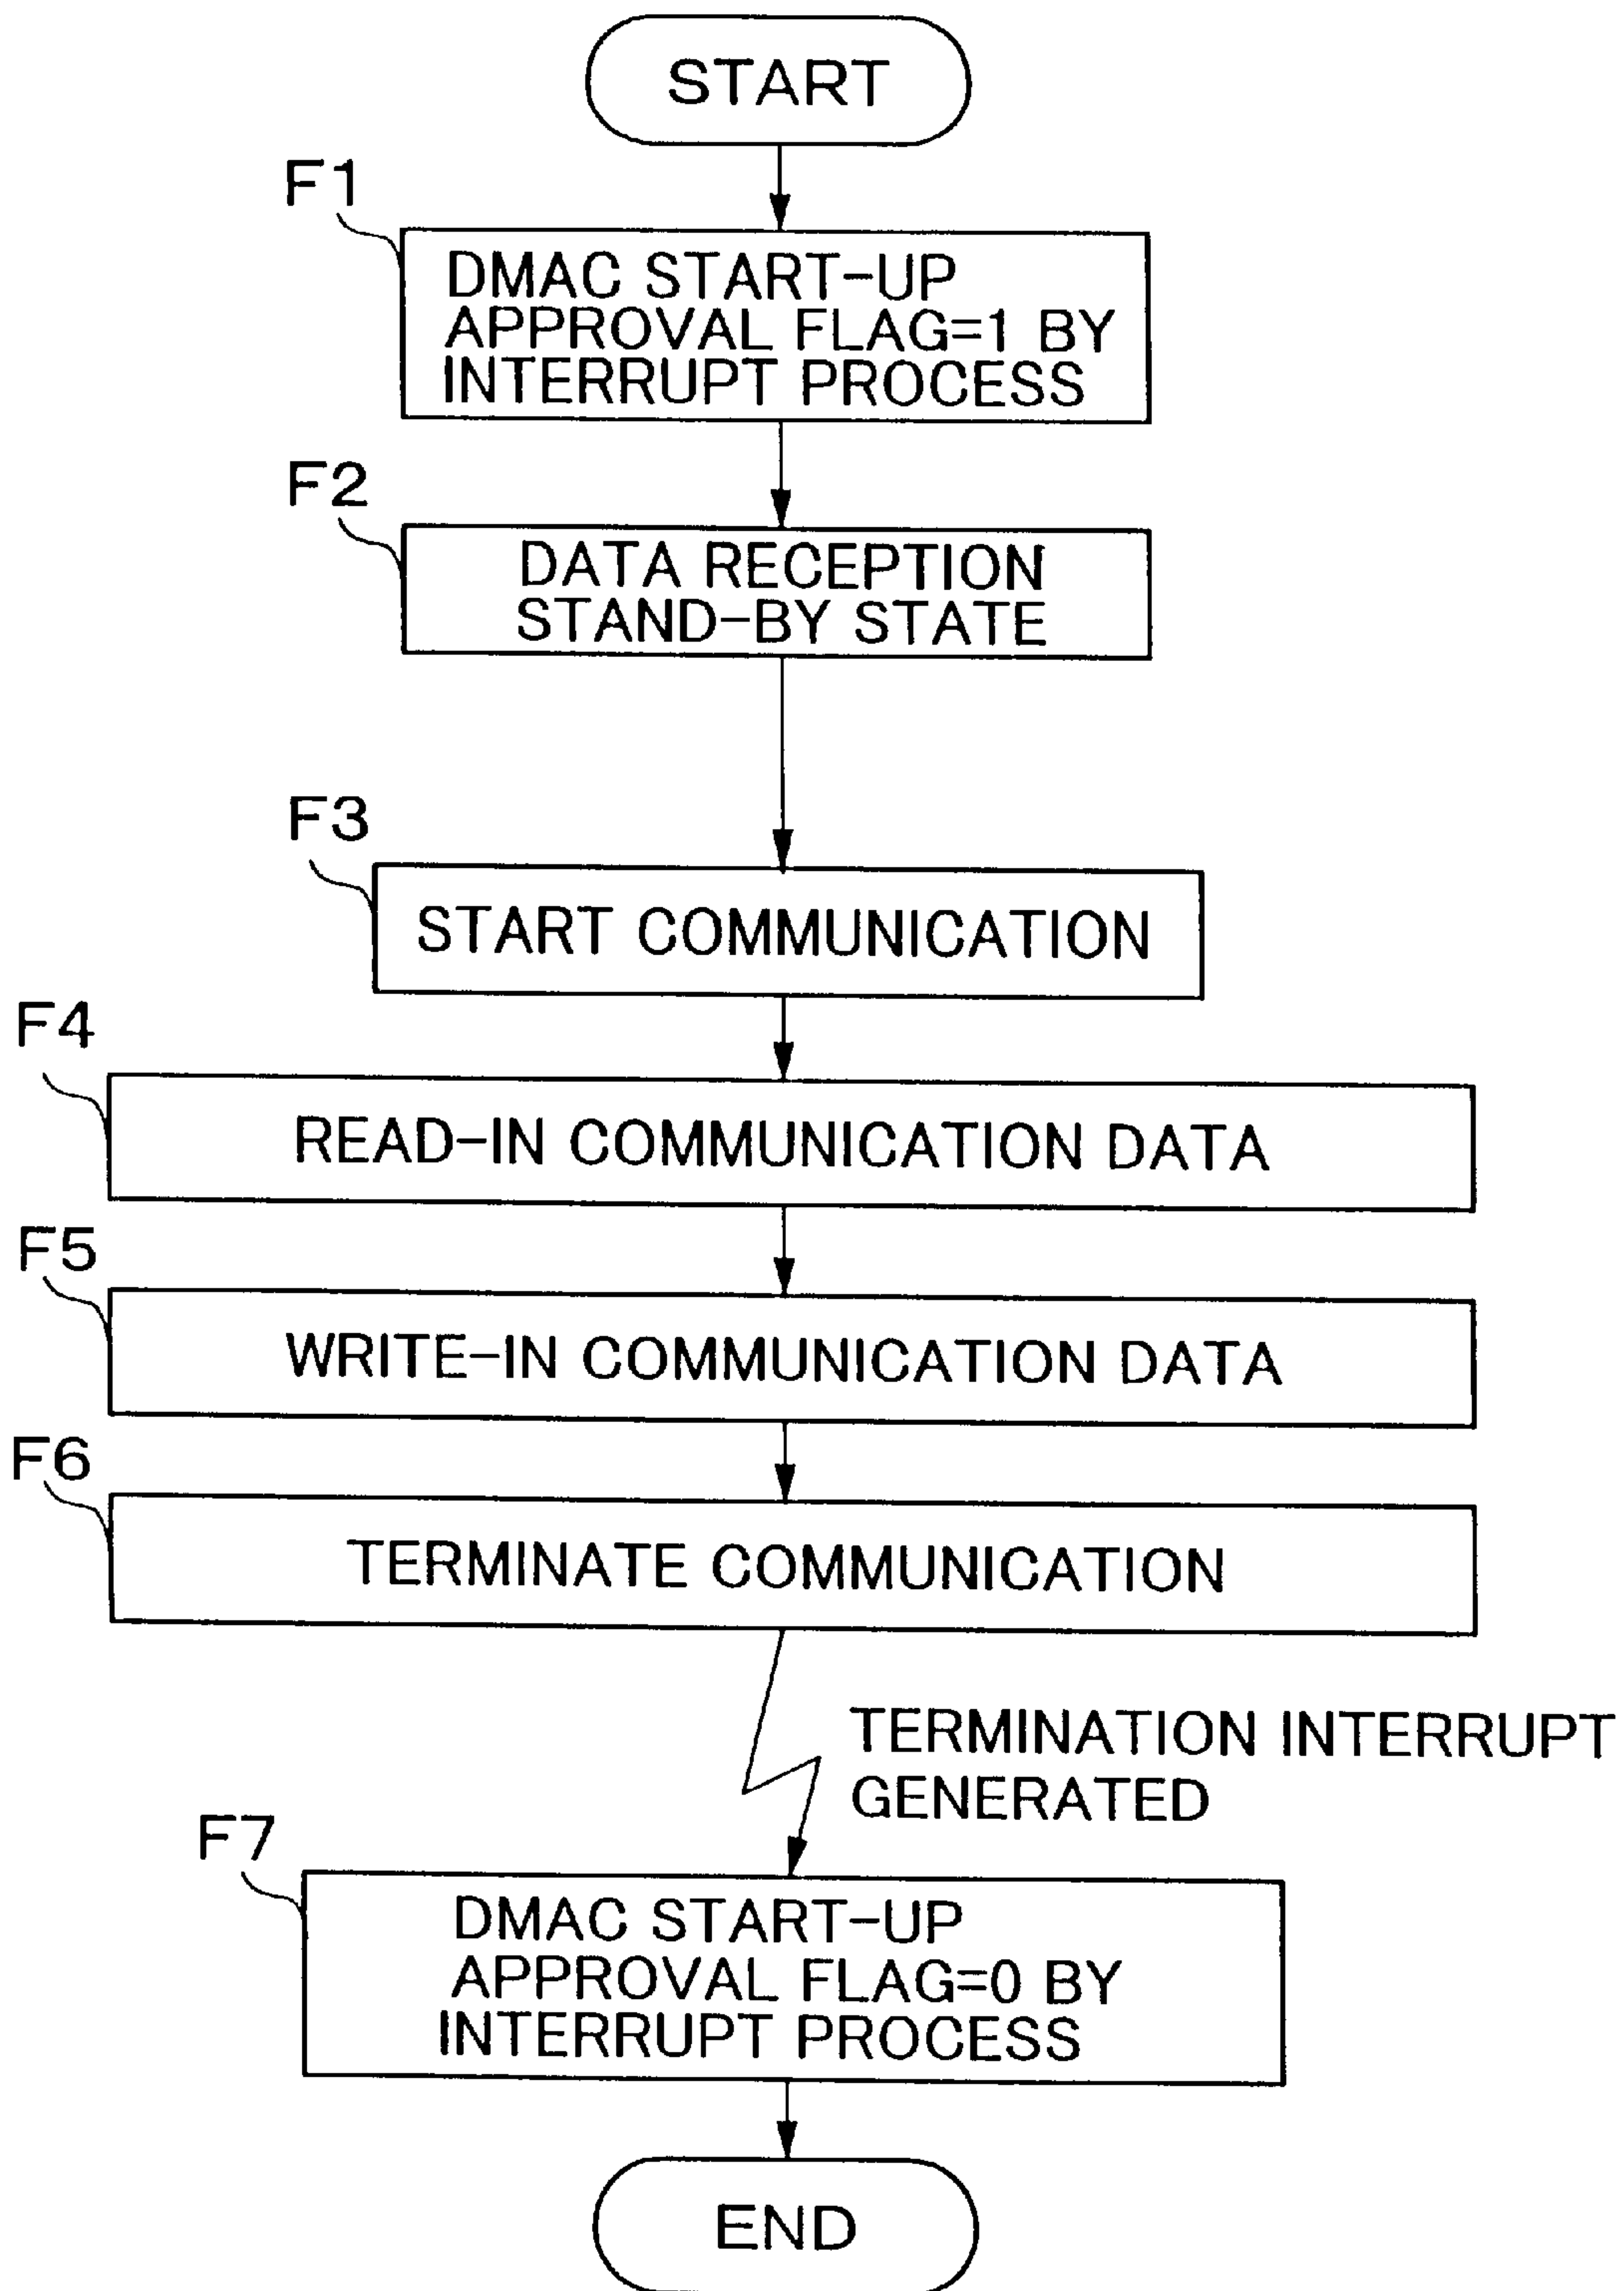 START
F1
DMAC START-UP
APPROVAL FLAG=1 BY
INTERRUPT PROCESS
F2
DATA RECEPTION
STAND-BY STATE
F3
START COMMUNICATION
F4
READ-IN COMMUNICATION DATA
F5
WRITE-IN COMMUNICATION DATA
F6
TERMINATE COMMUNICATION
TERMINATION INTERRUPT
GENERATED
F7
DMAC START-UP
APPROVAL FLAG=0 BY
INTERRUPT PROCESS
END